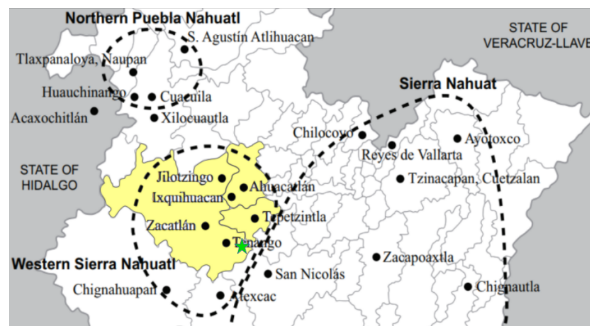 Northern Puebla Nahuatl
STATE OF
VERACRUZ-LLAVE
S. Agustín Atlihuacan
Tlaxpanaloya, Naupan
Sierra Nahuat
Huauchinango
Cuacuila
Acaxochitlán
Xilocuautla
Chilocoyo
Ayotoxco
Reyes de Vallarta
STATE OF
HIDALGO
Jilotzingo
Ahuacatlán
Tzinacapan, Cuetzalan
Ixquihuacan
Tepetzintla
Zacatlán
Tenango
Zacapoaxtla
Western Sierra Nahuatl
San Nicolás
Chignahuapan
Chignautla